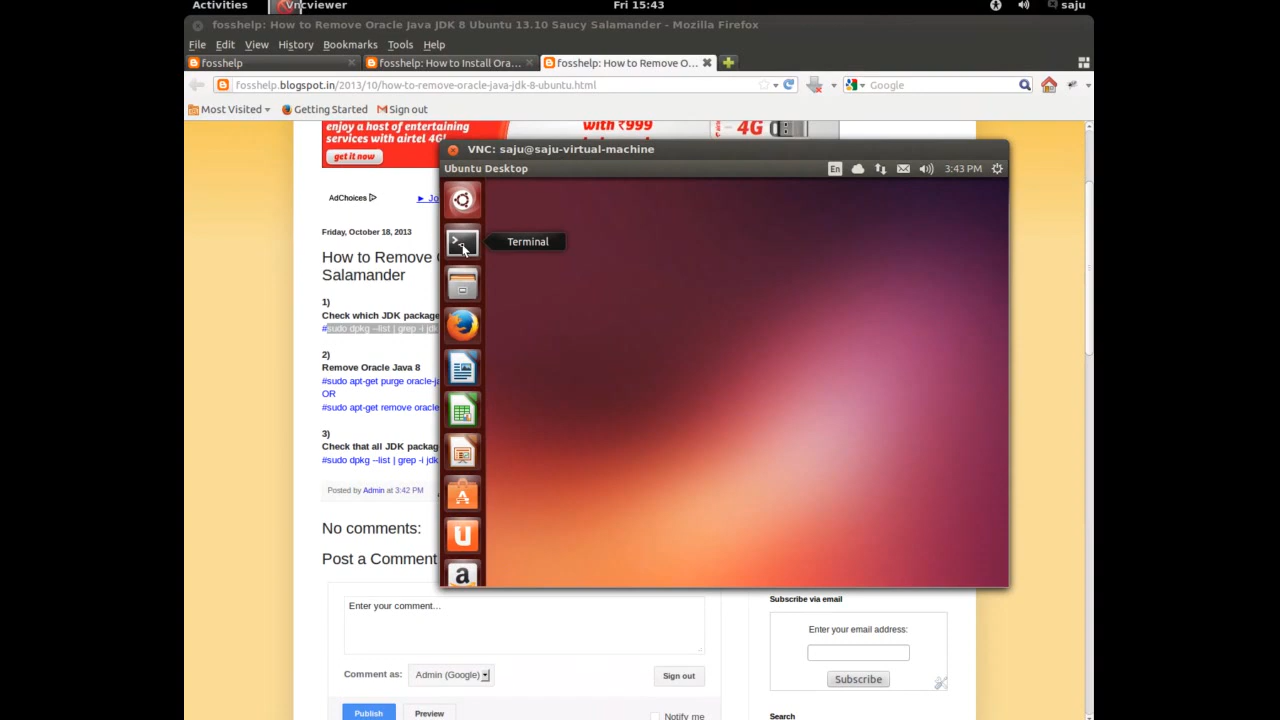 Activities Vncviewer Fri 15:43 saju
fosshelp: How to Remove Oracle Java JDK 8 Ubuntu 13.10 Saucy Salamander - Mozilla Firefox
File Edit View History Bookmarks Tools Help
fosshelp fosshelp: How to Install Ora... fosshelp: How to Remove O...
fosshelp.blogspot.in/2013/10/how-to-remove-oracle-java-jdk-8-ubuntu.html Google
Most Visited Getting Started Sign out
enjoy a host of entertaining
services with airtel 4G!
get it now
with ₹999
4G
VNC: saju@saju-virtual-machine
Ubuntu Desktop En 3:43 PM
Terminal
AdChoices ► Jo
Friday, October 18, 2013
How to Remove
Salamander
1)
Check which JDK package
#sudo dpkg --list | grep -i jdk
2)
Remove Oracle Java 8
#sudo apt-get purge oracle-ja
OR
#sudo apt-get remove oracle
3)
Check that all JDK packag
#sudo dpkg --list | grep -i jdk
Posted by Admin at 3:42 PM
No comments:
Post a Comment
Enter your comment...
Comment as: Admin (Google) Sign out
Publish Preview Notify me
Subscribe via email
Enter your email address:
Subscribe
Search